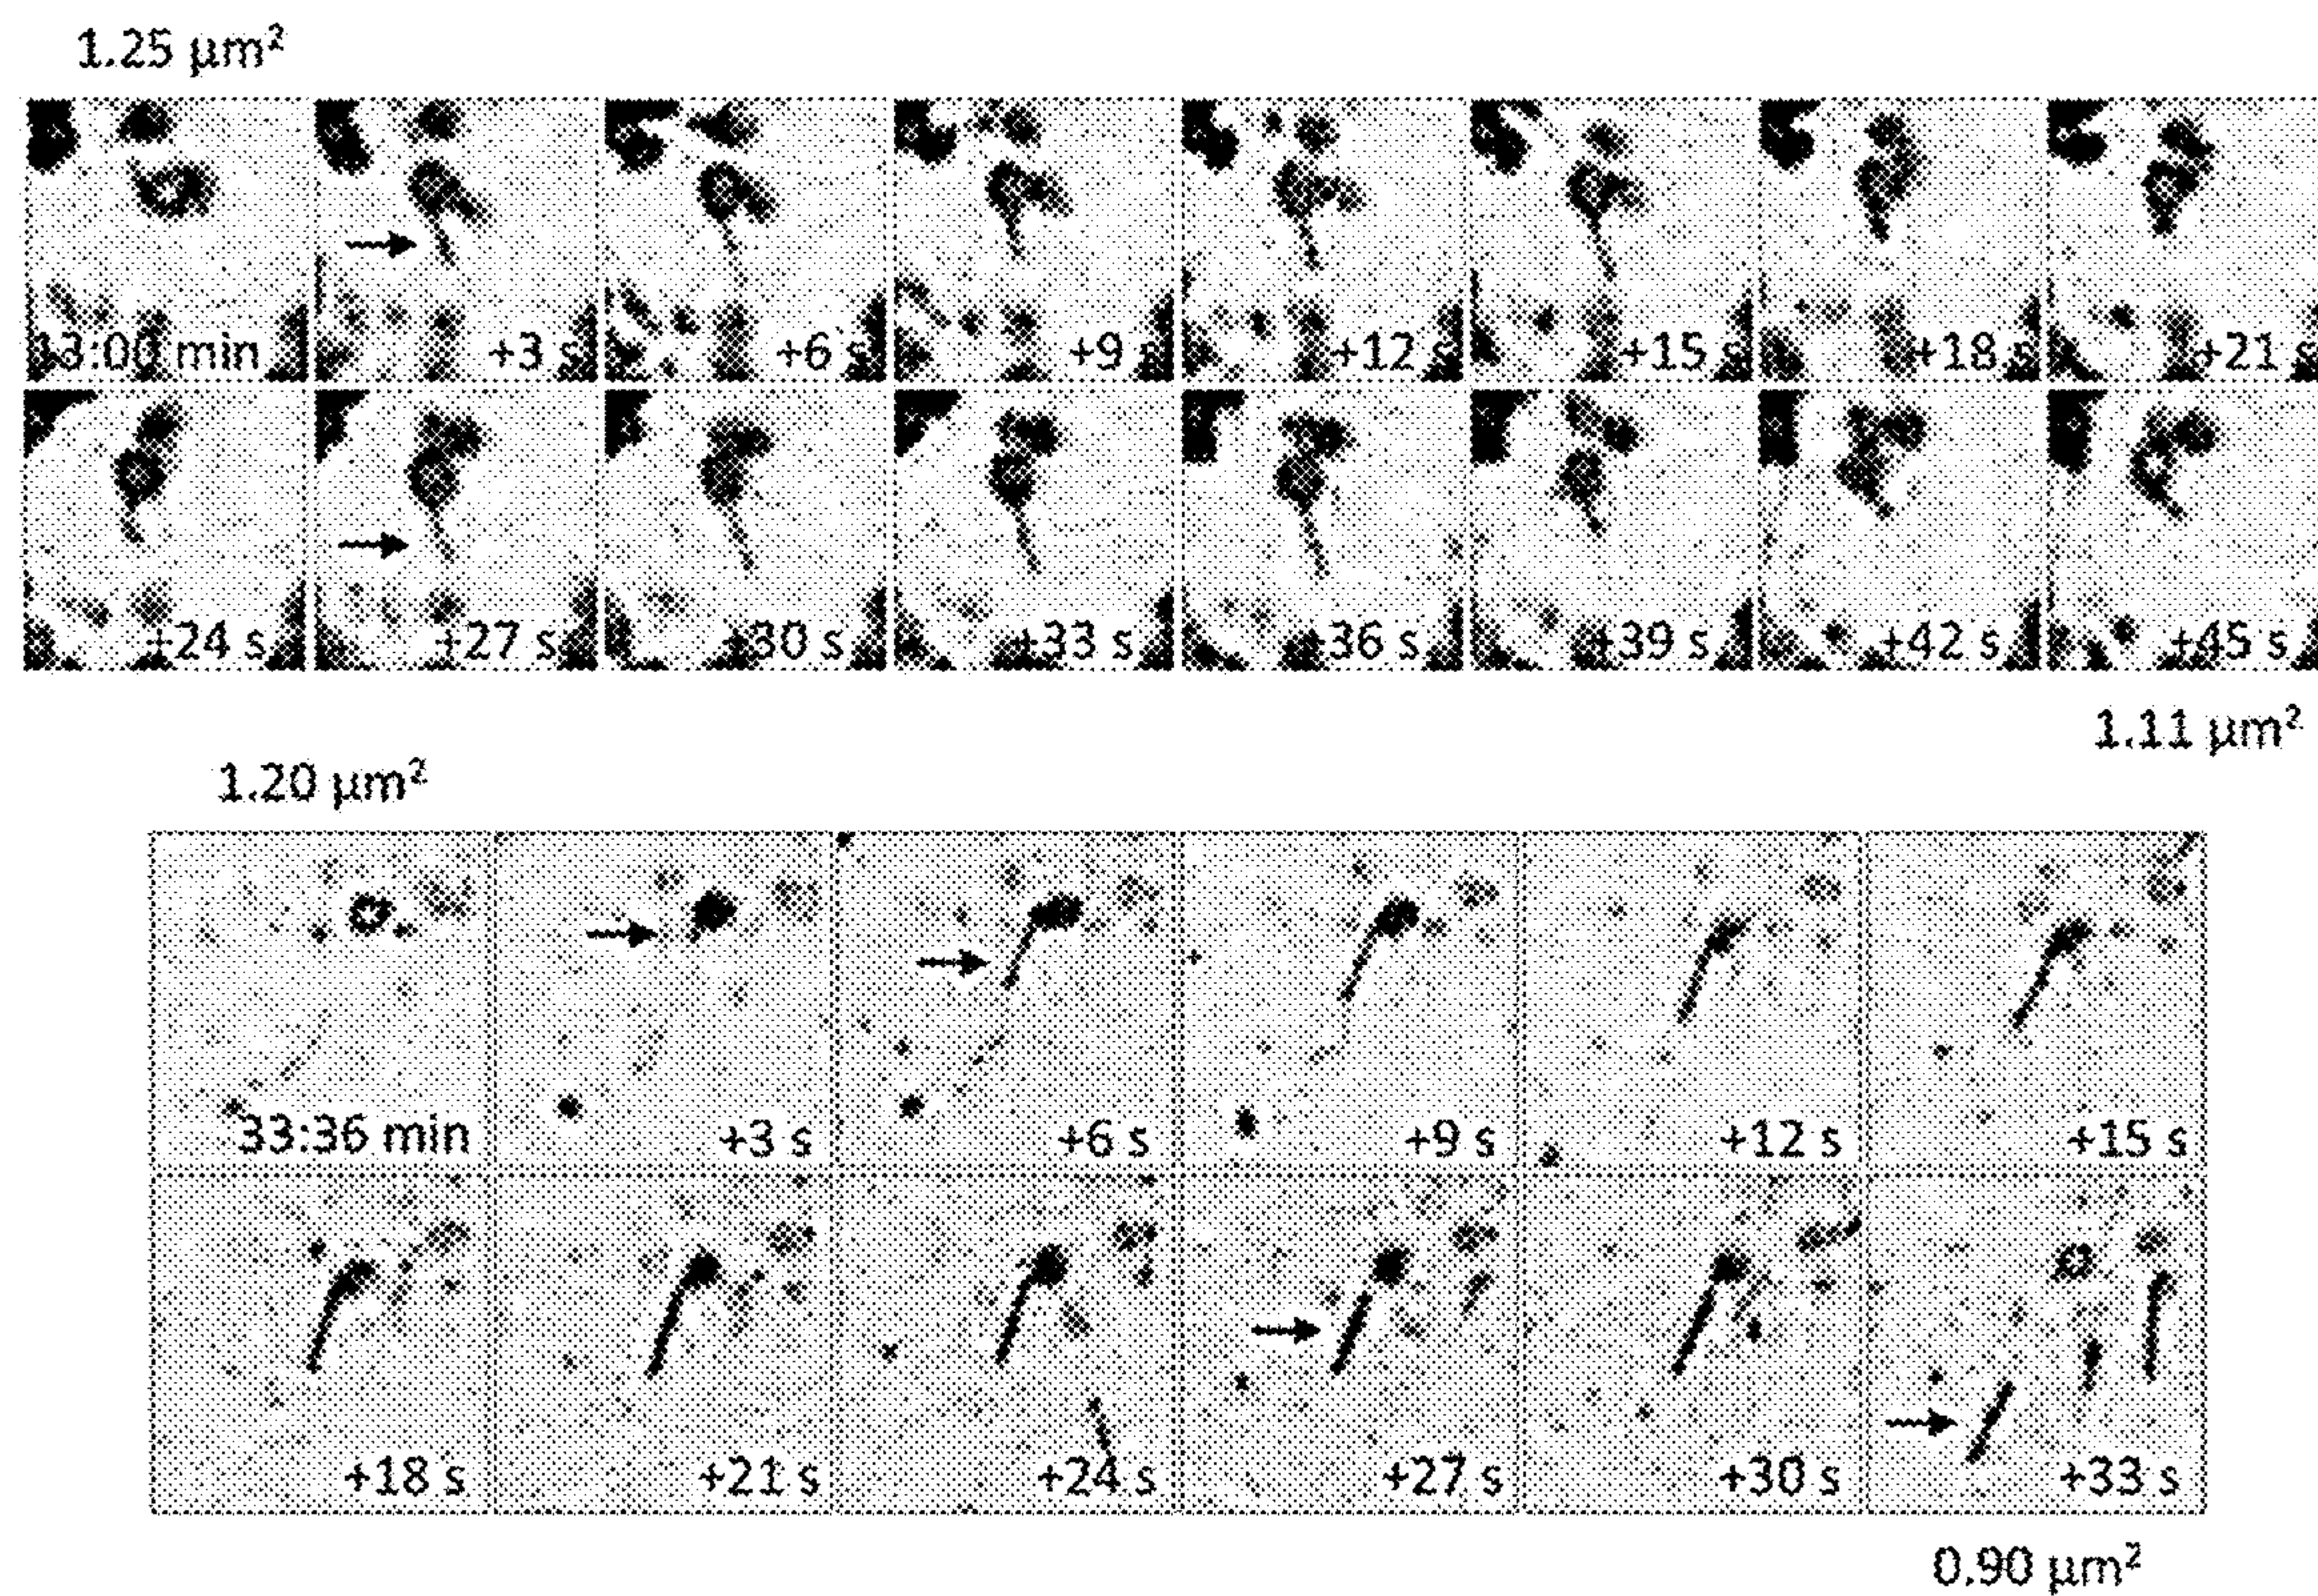 1.25 μm²
13:00 min +3 s +6 s +9 s +12 s +15 s +18 s +21 s
+24 s +27 s +30 s +33 s +36 s +39 s +42 s +45 s
1.11 μm²
1.20 μm²
33:36 min +3 s +6 s +9 s +12 s +15 s
+18 s +21 s +24 s +27 s +30 s +33 s
0.90 μm²